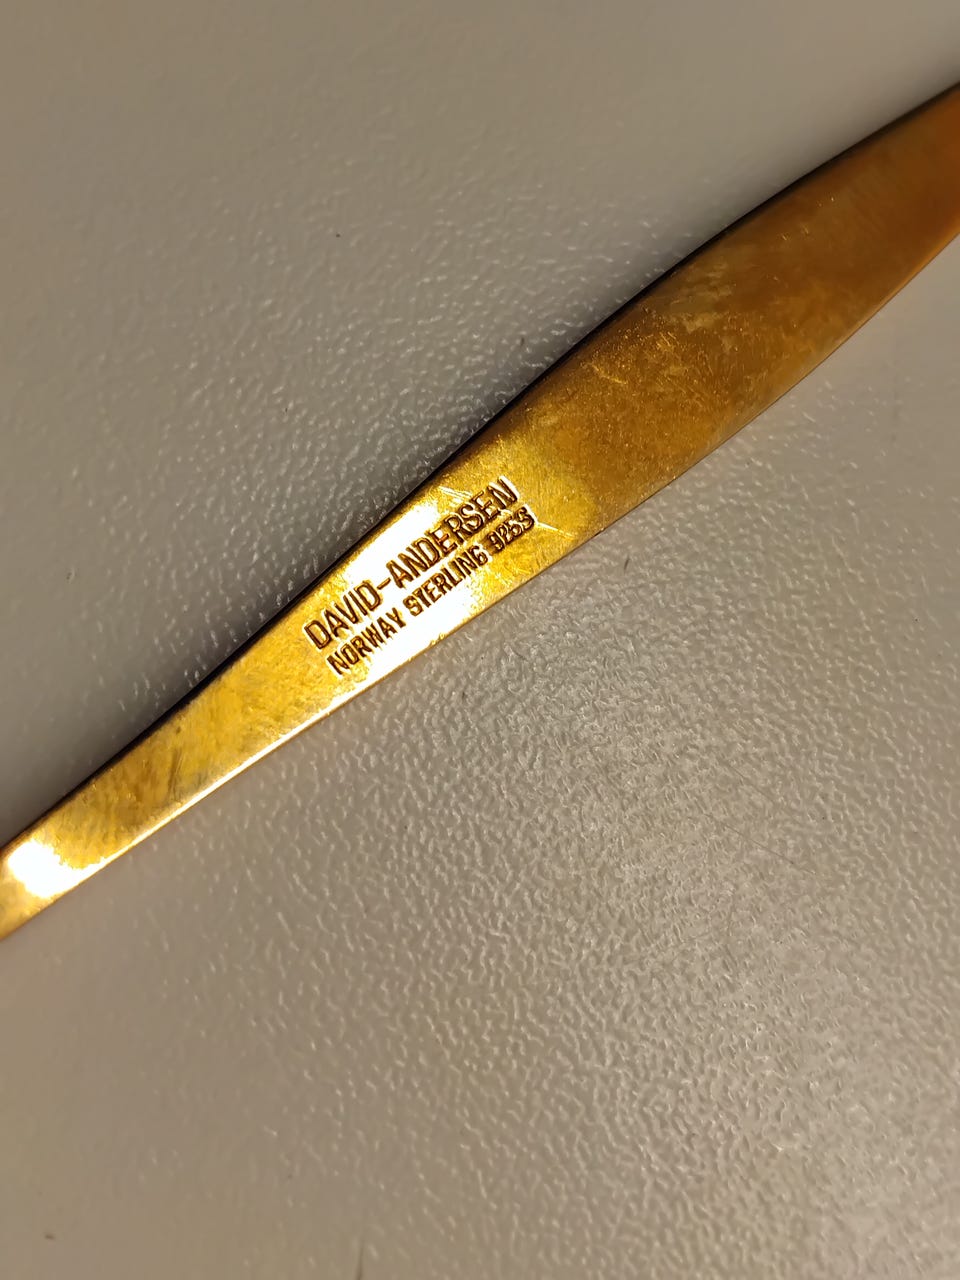 DAVID-ANDERSEN
NORWAY STERLING 925S